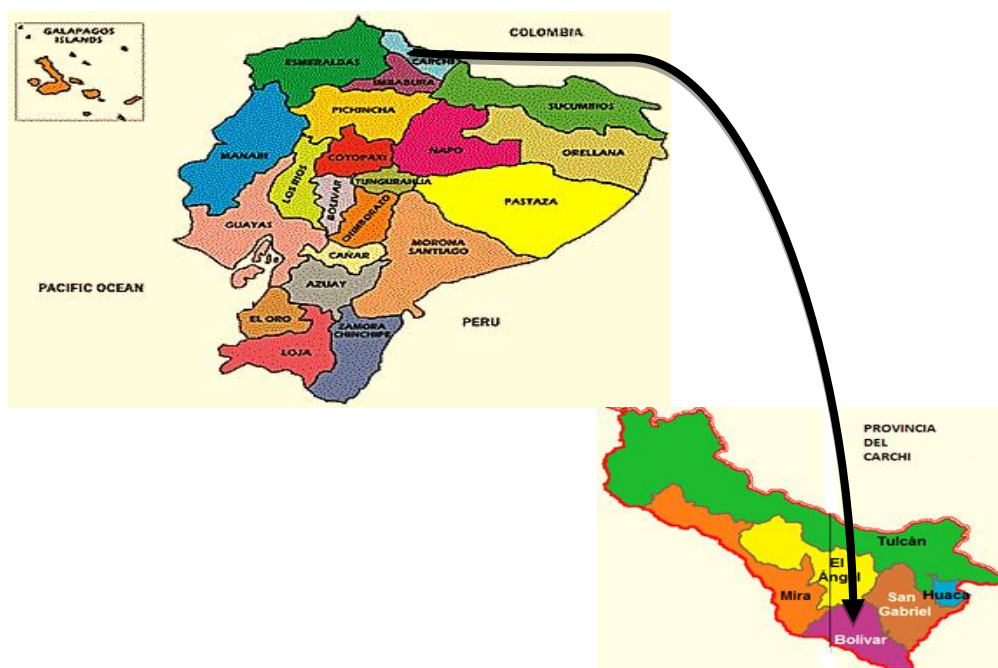 GALAPAGOS
ISLANDS
COLOMBIA
ESMERALDAS
CARCHI
IMBABURA
SUCUMBIOS
PICHINCHA
MANABI
COTOPAXI
NAPO
ORELLANA
LOS RIOS
TUNGURAHUA
BOLIVAR
PASTAZA
CHIMBORAZO
GUAYAS
MORONA
SANTIAGO
CAÑAR
AZUAY
PACIFIC OCEAN
EL ORO
ZAMORA
CHINCHIPE
PERU
LOJA
PROVINCIA
DEL
CARCHI
Tulcán
El
Ángel
Mira
San
Gabriel
Huaca
Bolívar